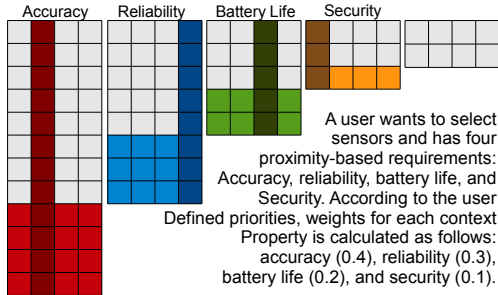 Accuracy Reliability Battery Life Security
A user wants to select
sensors and has four
proximity-based requirements:
Accuracy, reliability, battery life, and
Security. According to the user
Defined priorities, weights for each context
Property is calculated as follows:
accuracy (0.4), reliability (0.3),
battery life (0.2), and security (0.1).